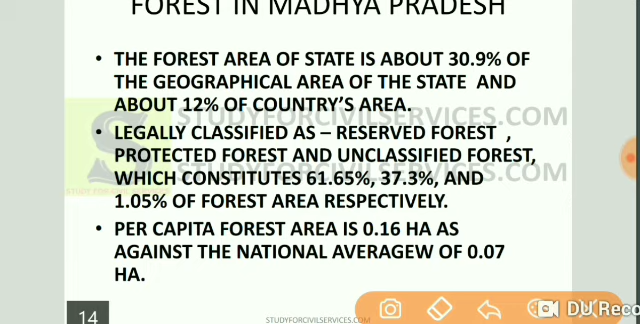 FOREST IN MADHYA PRADESH
• THE FOREST AREA OF STATE IS ABOUT 30.9% OF
THE GEOGRAPHICAL AREA OF THE STATE AND
ABOUT 12% OF COUNTRY'S AREA.
STUDYFORCIVILSERVICES.COM
• LEGALLY CLASSIFIED AS – RESERVED FOREST ,
PROTECTED FOREST AND UNCLASSIFIED FOREST,
STUDYFORCIVILSERVICES.COM
WHICH CONSTITUTES 61.65%, 37.3%, AND
1.05% OF FOREST AREA RESPECTIVELY.
• PER CAPITA FOREST AREA IS 0.16 HA AS
AGAINST THE NATIONAL AVERAGEW OF 0.07
HA.
14
STUDYFORCIVILSERVICES.COM
DU Reco